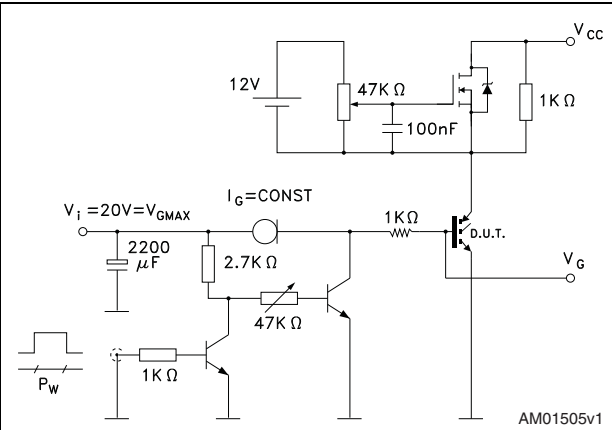 V CC
12V
47K Ω
1K Ω
100nF
I G =CONST
V i =20V=V GMAX
1K Ω
D.U.T.
2200
μF
2.7K Ω
V G
47K Ω
1K Ω
P W
AM01505v1